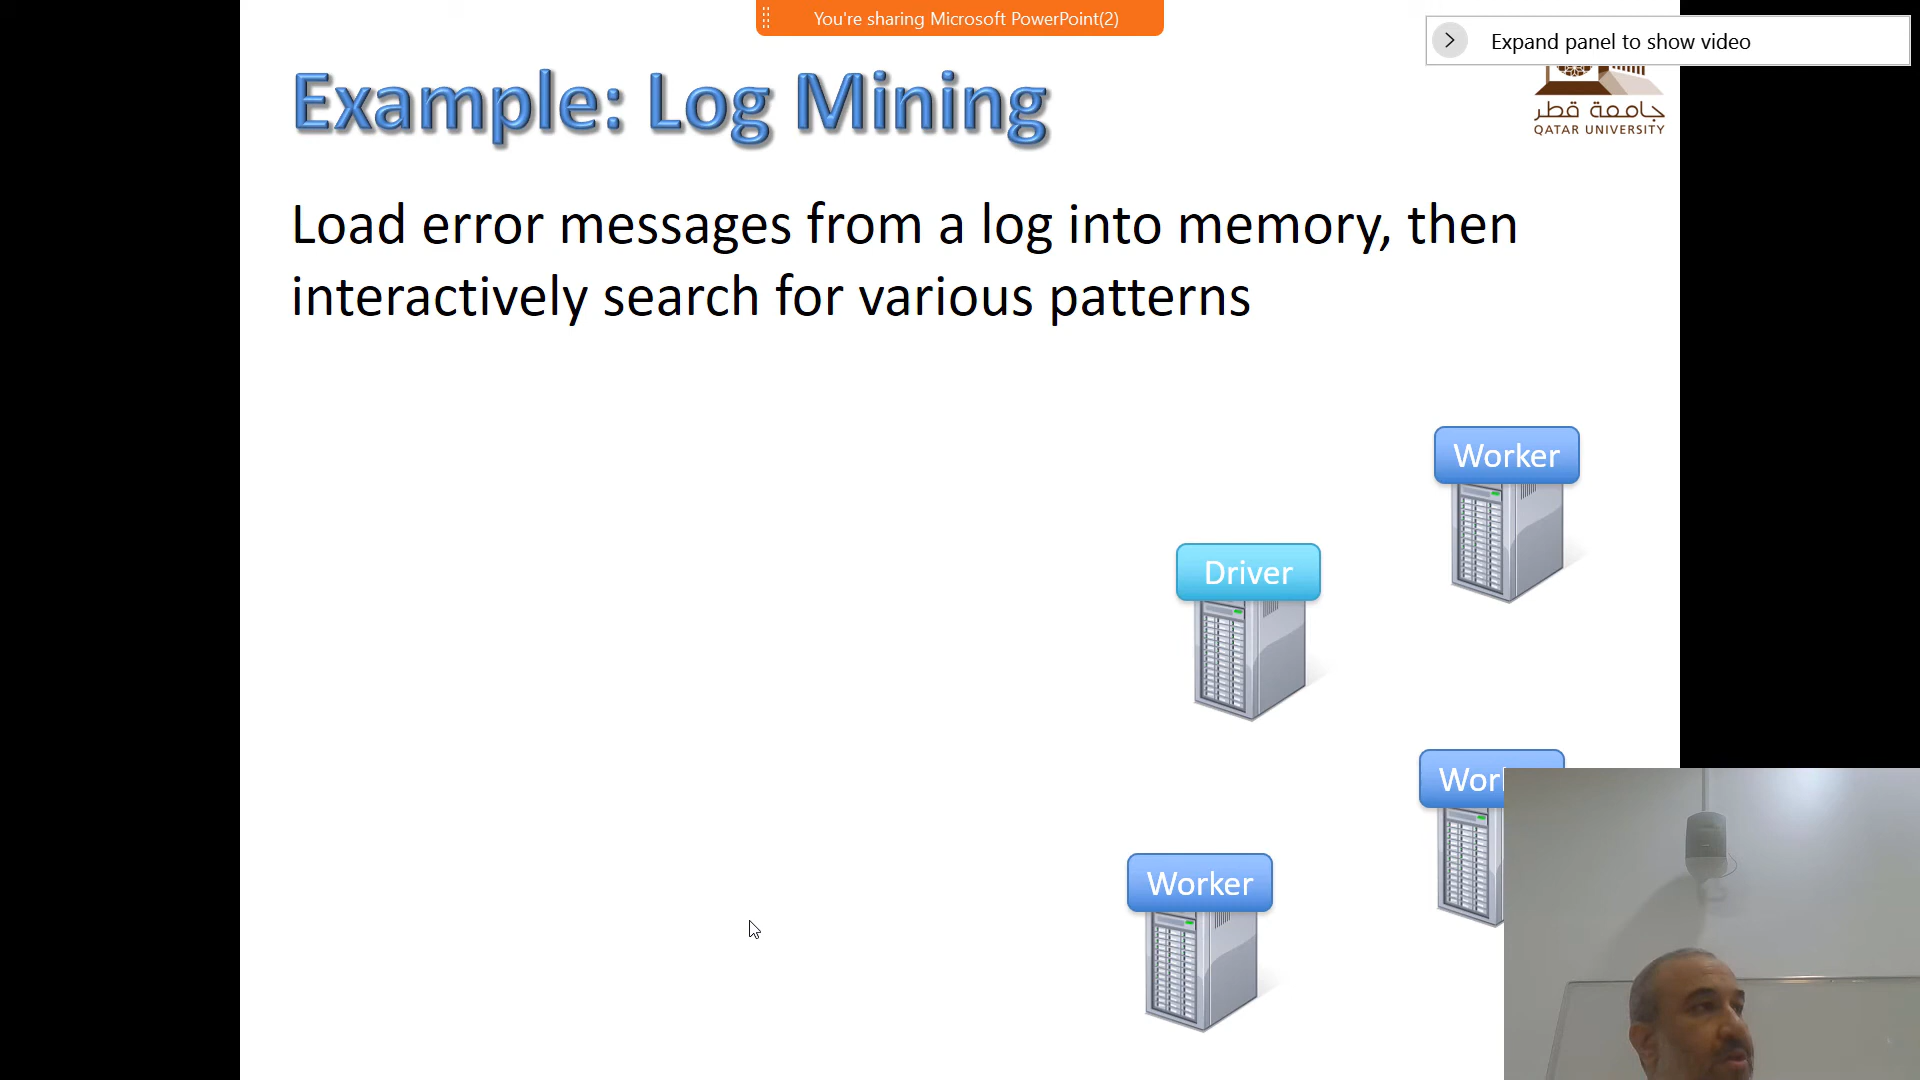 You're sharing Microsoft PowerPoint(2)
Expand panel to show video
Example: Log Mining
جامعة قطر
QATAR UNIVERSITY
Load error messages from a log into memory, then
interactively search for various patterns
Worker
Driver
Wor
Worker